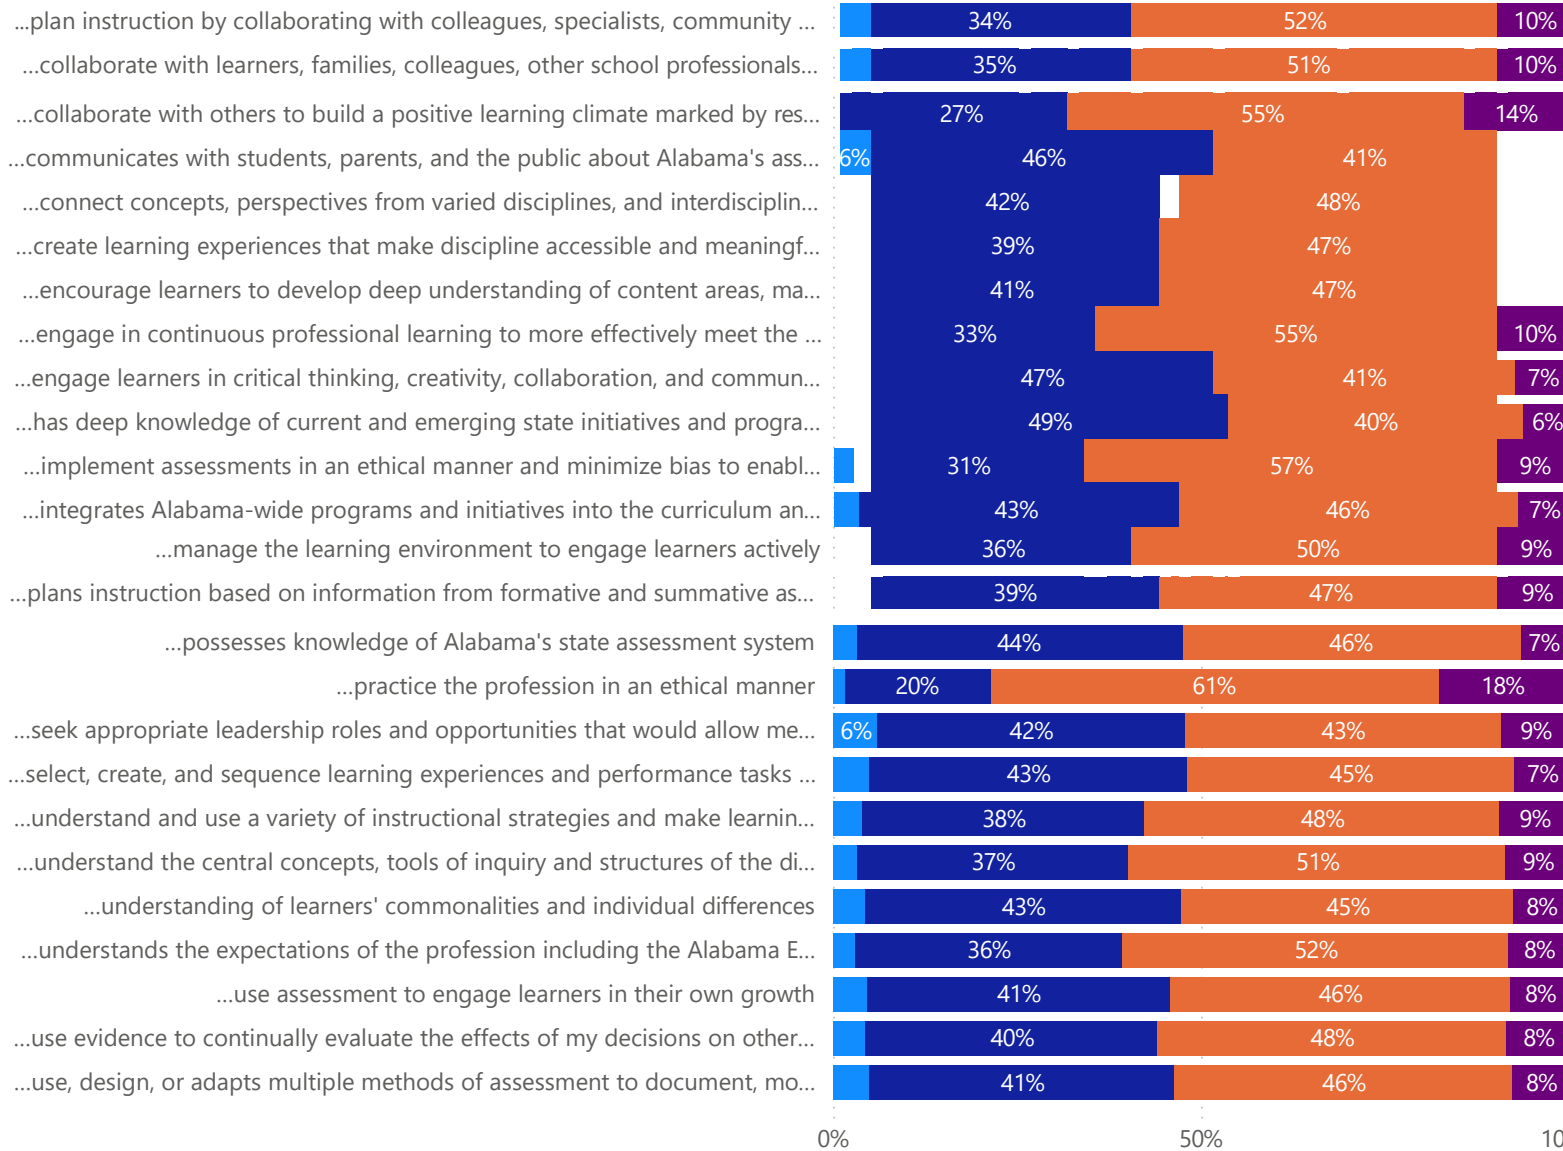 ...plan instruction by collaborating with colleagues, specialists, community ... 34% 52% 10%
...collaborate with learners, families, colleagues, other school professionals... 35% 51% 10%
...collaborate with others to build a positive learning climate marked by res... 27% 55% 14%
...communicates with students, parents, and the public about Alabama's ass... 6% 46% 41%
...connect concepts, perspectives from varied disciplines, and interdisciplin... 42% 48%
...create learning experiences that make discipline accessible and meaningf... 39% 47%
...encourage learners to develop deep understanding of content areas, ma... 41% 47%
...engage in continuous professional learning to more effectively meet the ... 33% 55% 10%
...engage learners in critical thinking, creativity, collaboration, and commun... 47% 41% 7%
...has deep knowledge of current and emerging state initiatives and progra... 49% 40% 6%
...implement assessments in an ethical manner and minimize bias to enabl... 31% 57% 9%
...integrates Alabama-wide programs and initiatives into the curriculum an... 43% 46% 7%
...manage the learning environment to engage learners actively 36% 50% 9%
...plans instruction based on information from formative and summative as... 39% 47% 9%
...possesses knowledge of Alabama's state assessment system 44% 46% 7%
...practice the profession in an ethical manner 20% 61% 18%
...seek appropriate leadership roles and opportunities that would allow me... 6% 42% 43% 9%
...select, create, and sequence learning experiences and performance tasks ... 43% 45% 7%
...understand and use a variety of instructional strategies and make learnin... 38% 48% 9%
...understand the central concepts, tools of inquiry and structures of the di... 37% 51% 9%
...understanding of learners' commonalities and individual differences 43% 45% 8%
...understands the expectations of the profession including the Alabama E... 36% 52% 8%
...use assessment to engage learners in their own growth 41% 46% 8%
...use evidence to continually evaluate the effects of my decisions on other... 40% 48% 8%
...use, design, or adapts multiple methods of assessment to document, mo... 41% 46% 8%
0% 50% 10